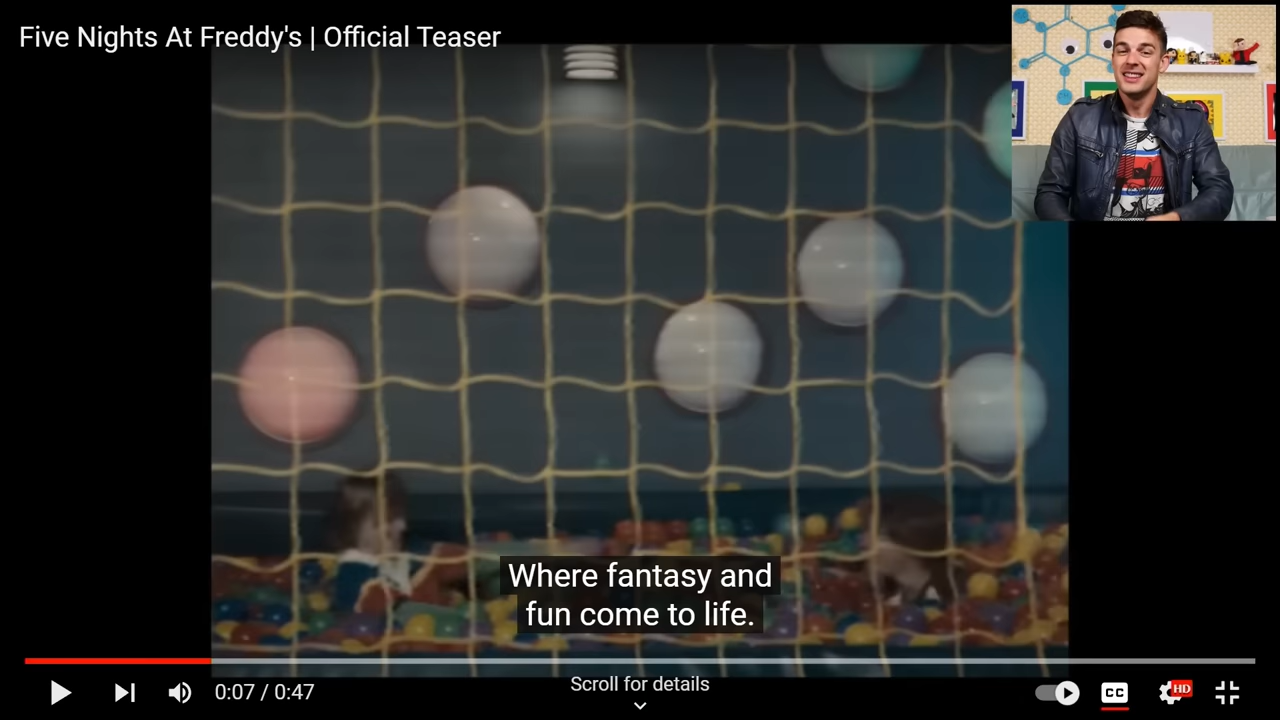 Five Nights At Freddy's | Official Teaser
Where fantasy and
fun come to life.
0:07 / 0:47
Scroll for details
CC
HD